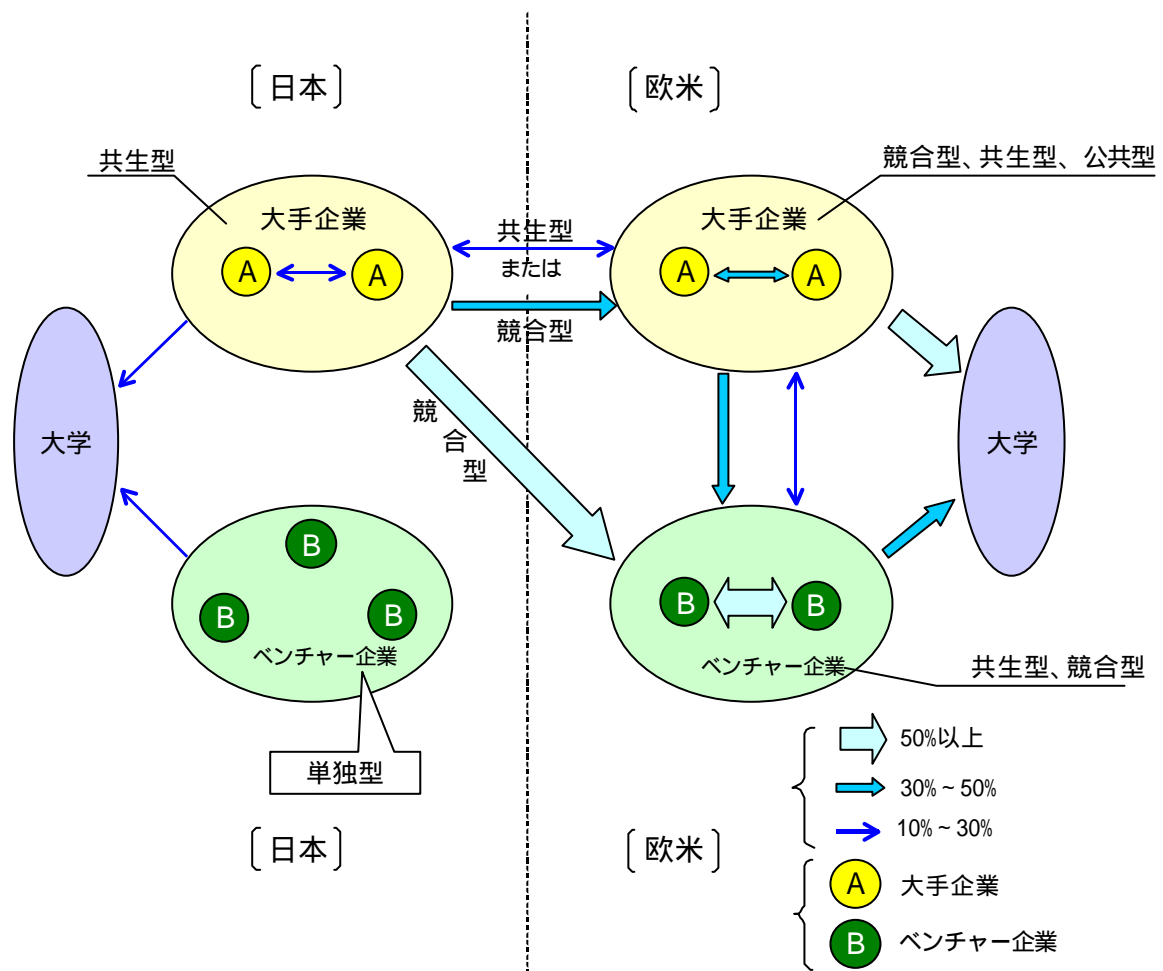 〔日本〕
〔欧米〕
共生型
競合型、共生型、公共型
大手企業
A
A
共生型
または
競合型
大手企業
A
A
大学
競合型
大学
B
B
B
ベンチャー企業
単独型
B
B
ベンチャー企業
共生型、競合型
50%以上
30%～50%
10%～30%
A
大手企業
B
ベンチャー企業
〔日本〕
〔欧米〕